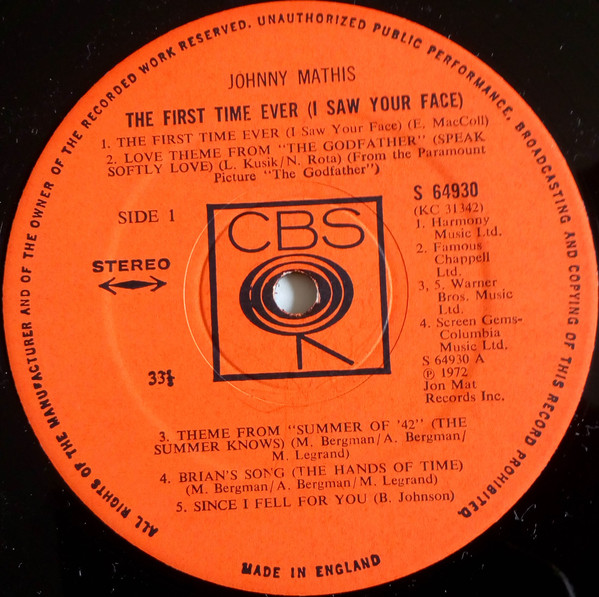 ALL RIGHTS OF THE MANUFACTURER AND OF THE OWNER OF THE RECORDED WORK RESERVED. UNAUTHORIZED PUBLIC PERFORMANCE, BROADCASTING AND COPYING OF THIS RECORD PROHIBITED.
JOHNNY MATHIS
THE FIRST TIME EVER (I SAW YOUR FACE)
1. THE FIRST TIME EVER (I Saw Your Face) (E. MacColl)
2. LOVE THEME FROM "THE GODFATHER" (SPEAK
SOFTLY LOVE) (L. Kusik/N. Rota) (From the Paramount
Picture "The Godfather")
SIDE 1
STEREO
33⅓
CBS
S 64930
(KC 31342)
1. Harmony
Music Ltd.
2. Famous
Chappell
Ltd.
3, 5. Warner
Bros. Music
Ltd.
4. Screen Gems-
Columbia
Music Ltd.
S 64930 A
℗ 1972
Jon Mat
Records Inc.
3. THEME FROM "SUMMER OF '42" (THE
SUMMER KNOWS) (M. Bergman/A. Bergman/
M. Legrand)
4. BRIAN'S SONG (THE HANDS OF TIME)
(M. Bergman/A. Bergman/M. Legrand)
5. SINCE I FELL FOR YOU (B. Johnson)
MADE IN ENGLAND